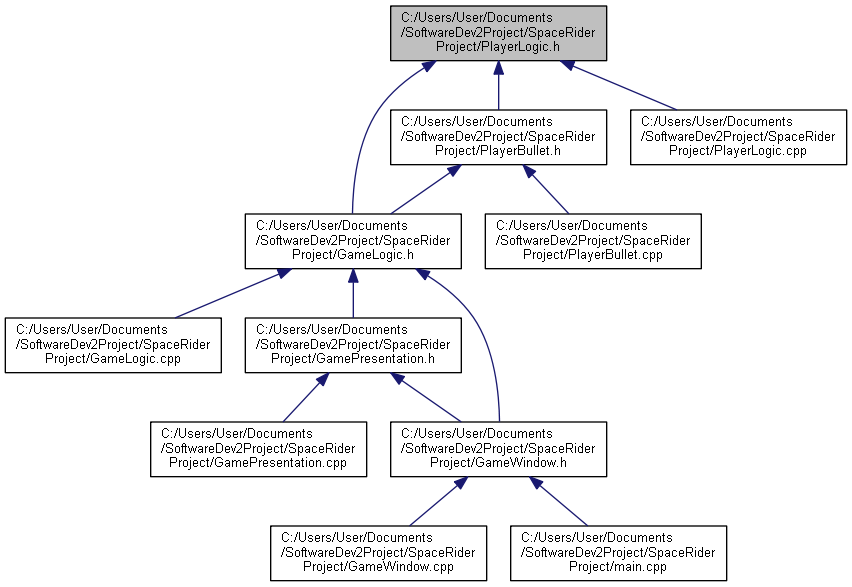 C:/Users/User/Documents
/SoftwareDev2Project/SpaceRider
Project/PlayerLogic.h
C:/Users/User/Documents
/SoftwareDev2Project/SpaceRider
Project/PlayerBullet.h
C:/Users/User/Documents
/SoftwareDev2Project/SpaceRider
Project/PlayerLogic.cpp
C:/Users/User/Documents
/SoftwareDev2Project/SpaceRider
Project/GameLogic.h
C:/Users/User/Documents
/SoftwareDev2Project/SpaceRider
Project/PlayerBullet.cpp
C:/Users/User/Documents
/SoftwareDev2Project/SpaceRider
Project/GameLogic.cpp
C:/Users/User/Documents
/SoftwareDev2Project/SpaceRider
Project/GamePresentation.h
C:/Users/User/Documents
/SoftwareDev2Project/SpaceRider
Project/GamePresentation.cpp
C:/Users/User/Documents
/SoftwareDev2Project/SpaceRider
Project/GameWindow.h
C:/Users/User/Documents
/SoftwareDev2Project/SpaceRider
Project/GameWindow.cpp
C:/Users/User/Documents
/SoftwareDev2Project/SpaceRider
Project/main.cpp